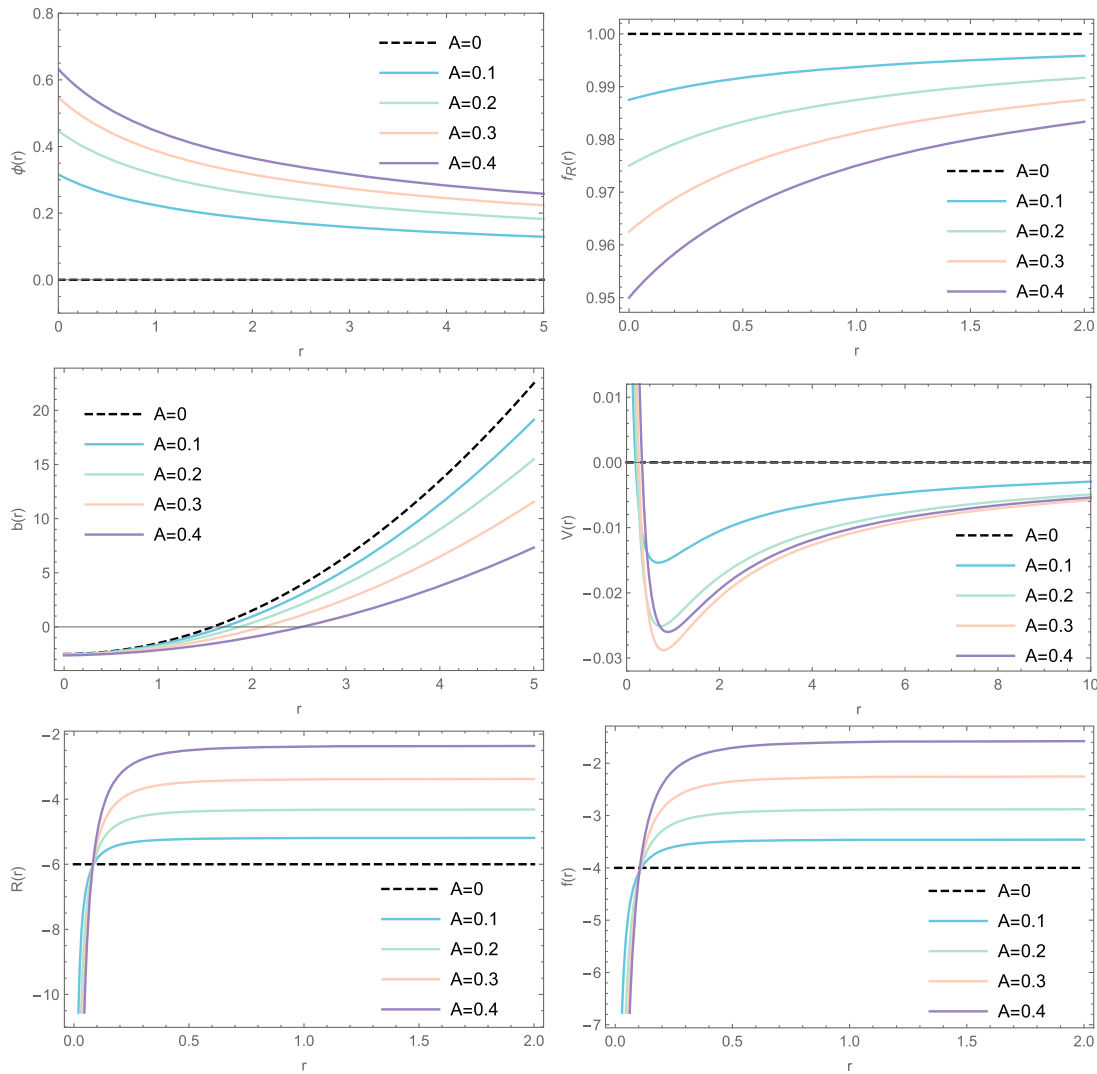 0.8
0.6
0.4
0.2
0.0
ϕ(r)
0 1 2 3 4 5
r
A=0
A=0.1
A=0.2
A=0.3
A=0.4
1.00
0.99
0.98
0.97
0.96
0.95
f_R(r)
0.0 0.5 1.0 1.5 2.0
r
A=0
A=0.1
A=0.2
A=0.3
A=0.4
20
15
10
5
0
b(r)
0 1 2 3 4 5
r
A=0
A=0.1
A=0.2
A=0.3
A=0.4
0.01
0.00
−0.01
−0.02
−0.03
V(r)
0 2 4 6 8 10
r
A=0
A=0.1
A=0.2
A=0.3
A=0.4
−2
−4
−6
−8
−10
R(r)
0.0 0.5 1.0 1.5 2.0
r
A=0
A=0.1
A=0.2
A=0.3
A=0.4
−2
−3
−4
−5
−6
−7
f(r)
0.0 0.5 1.0 1.5 2.0
r
A=0
A=0.1
A=0.2
A=0.3
A=0.4